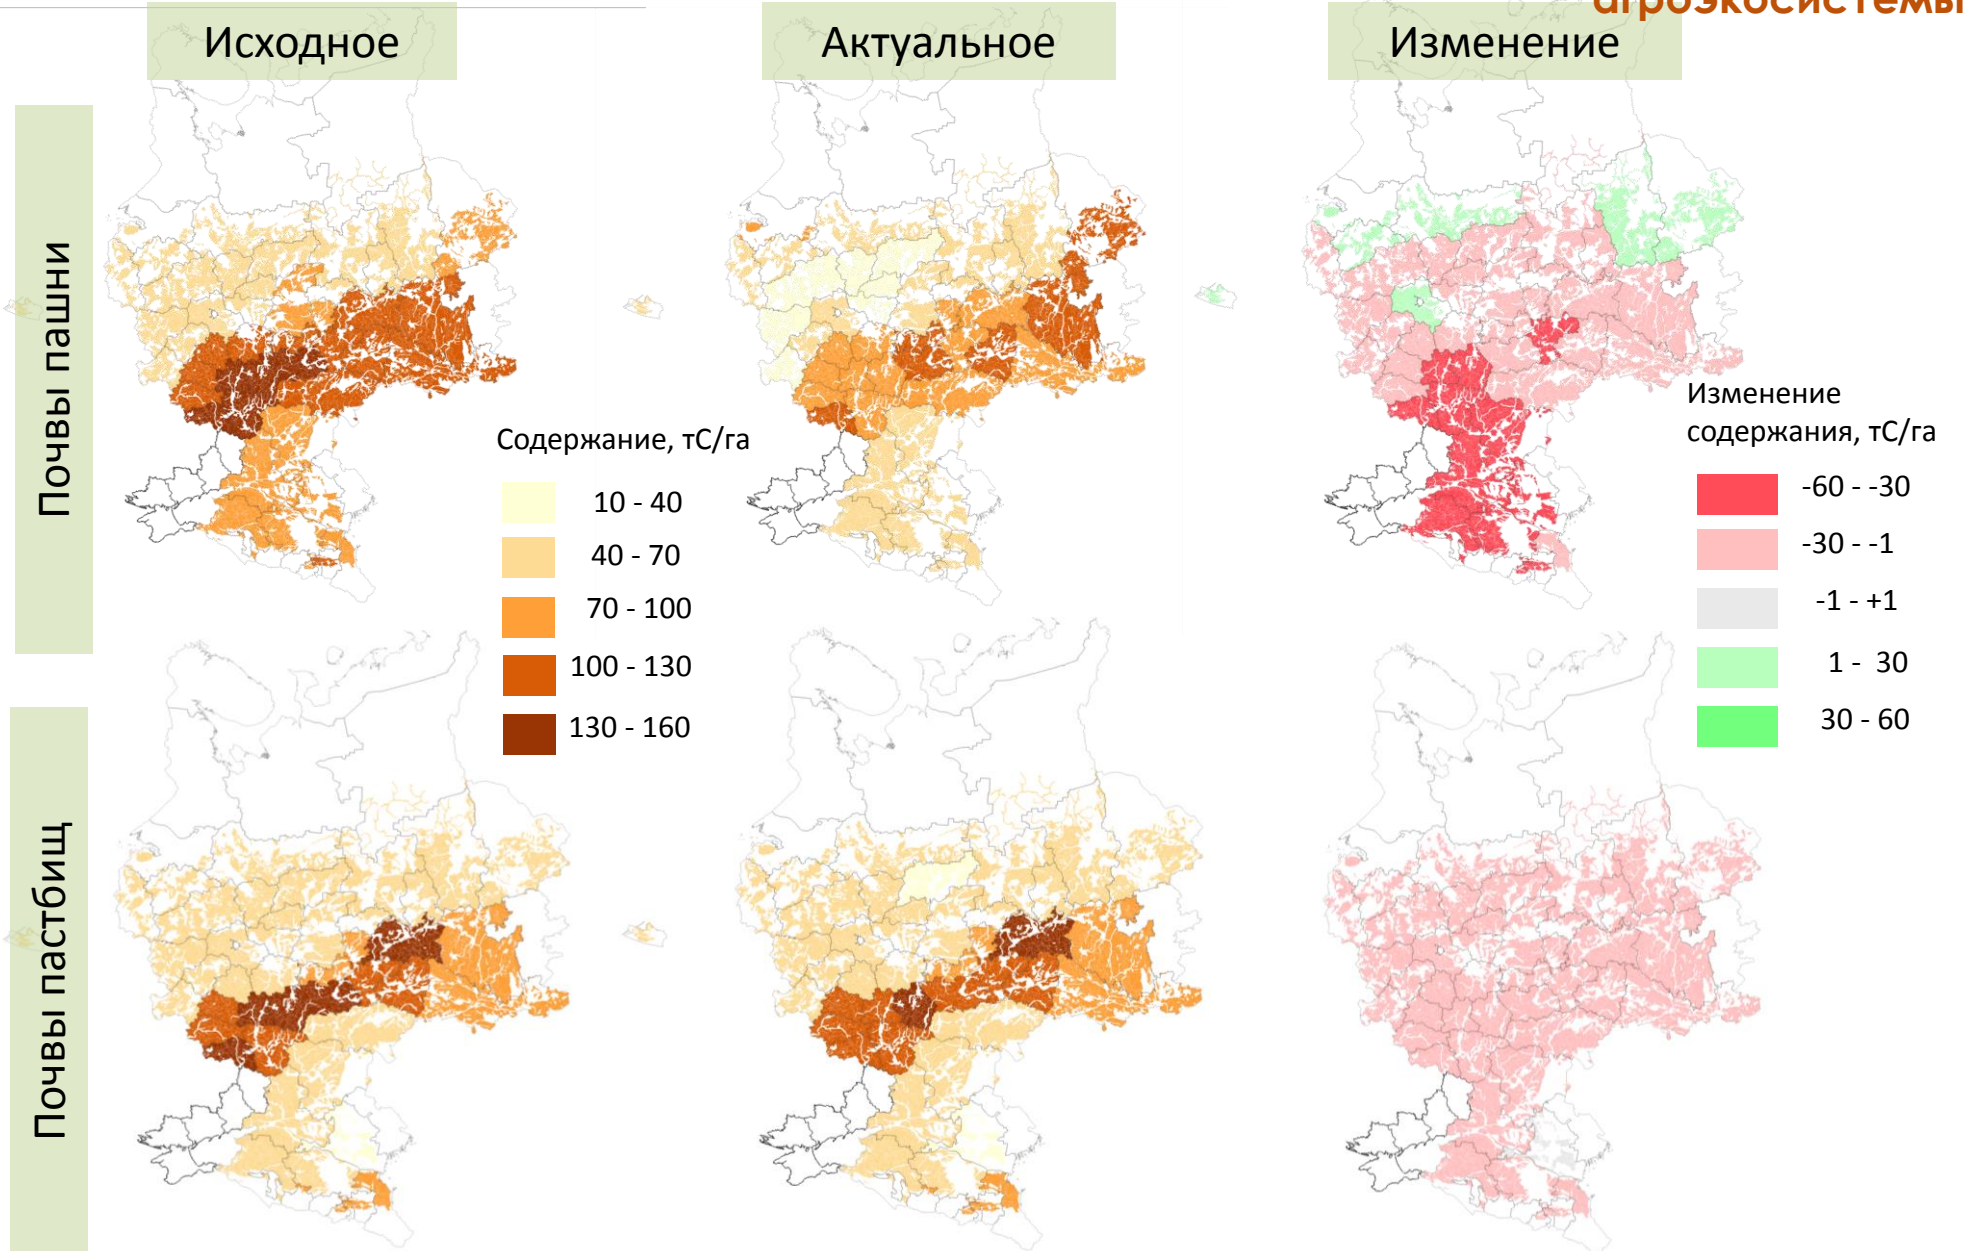 агроэкосистемы
Исходное
Актуальное
Изменение
Почвы пашни
Содержание, тС/га
10 - 40
40 - 70
70 - 100
100 - 130
130 - 160
Изменение
содержания, тС/га
-60 - -30
-30 - -1
-1 - +1
1 - 30
30 - 60
Почвы пастбищ